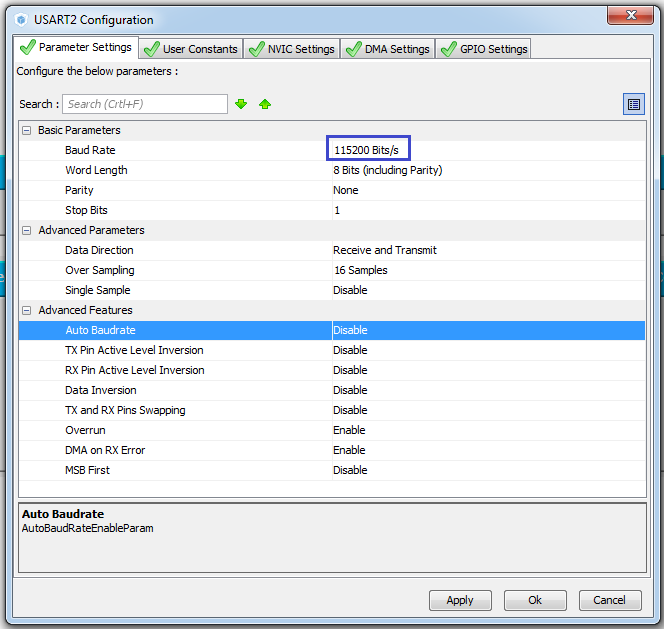 USART2 Configuration
Parameter Settings User Constants NVIC Settings DMA Settings GPIO Settings
Configure the below parameters :
Search : Search (Crtl+F)
Basic Parameters
Baud Rate 115200 Bits/s
Word Length 8 Bits (including Parity)
Parity None
Stop Bits 1
Advanced Parameters
Data Direction Receive and Transmit
Over Sampling 16 Samples
Single Sample Disable
Advanced Features
Auto Baudrate Disable
TX Pin Active Level Inversion Disable
RX Pin Active Level Inversion Disable
Data Inversion Disable
TX and RX Pins Swapping Disable
Overrun Enable
DMA on RX Error Enable
MSB First Disable
Auto Baudrate
AutoBaudRateEnableParam
Apply Ok Cancel